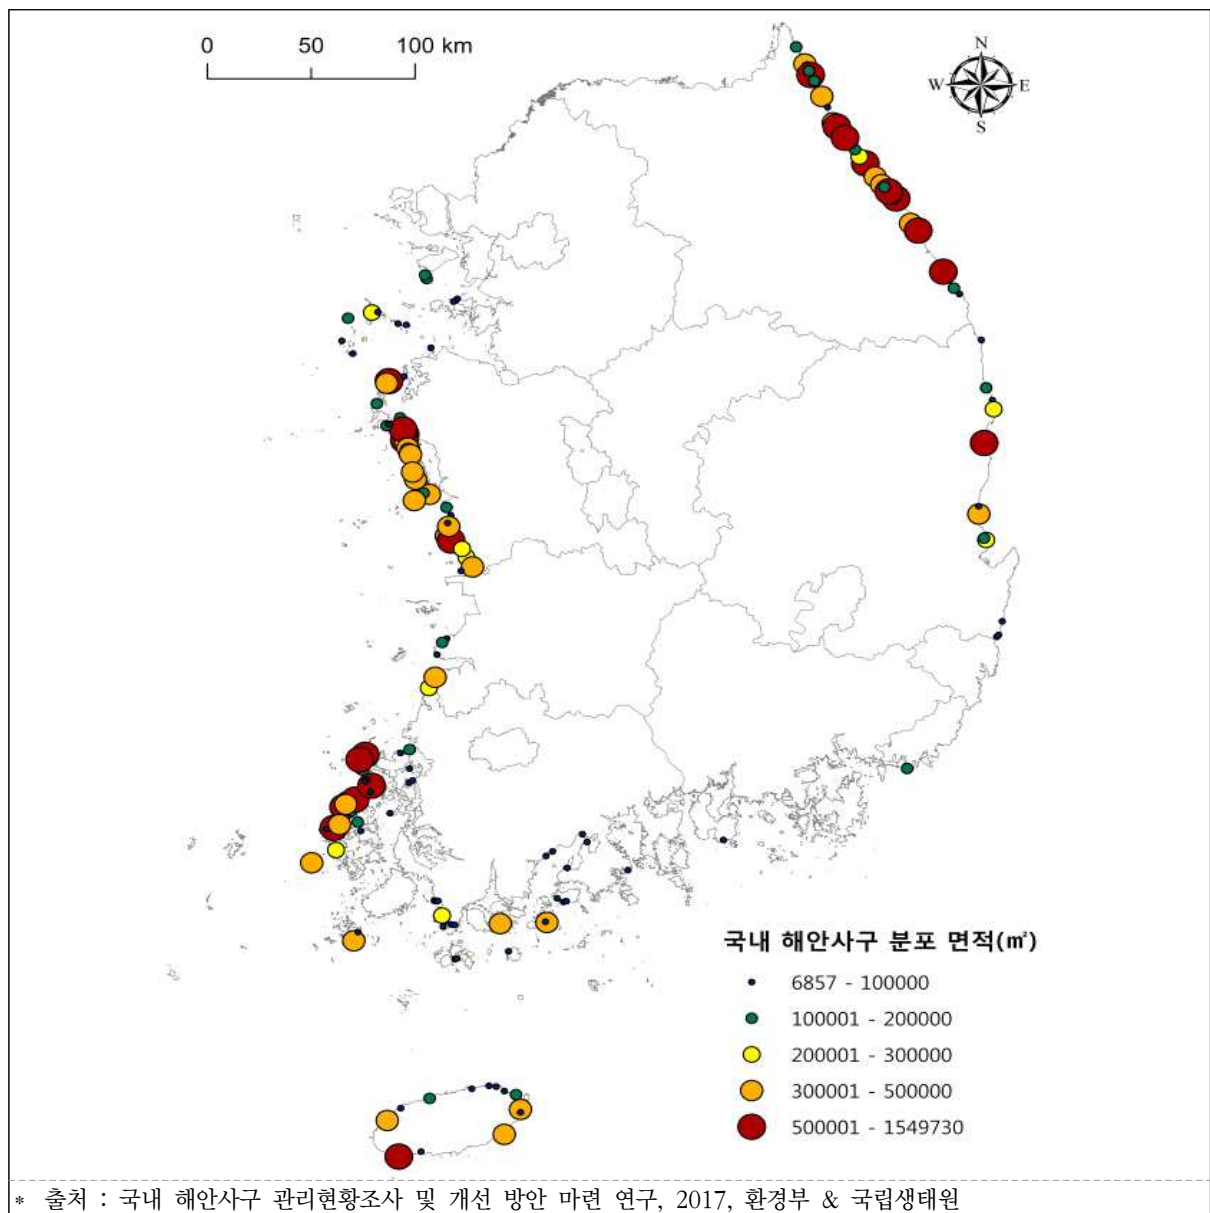 0 50 100 km
N
W E
S
국내 해안사구 분포 면적(㎡)
6857 - 100000
100001 - 200000
200001 - 300000
300001 - 500000
500001 - 1549730
* 출처 : 국내 해안사구 관리현황조사 및 개선 방안 마련 연구, 2017, 환경부 & 국립생태원